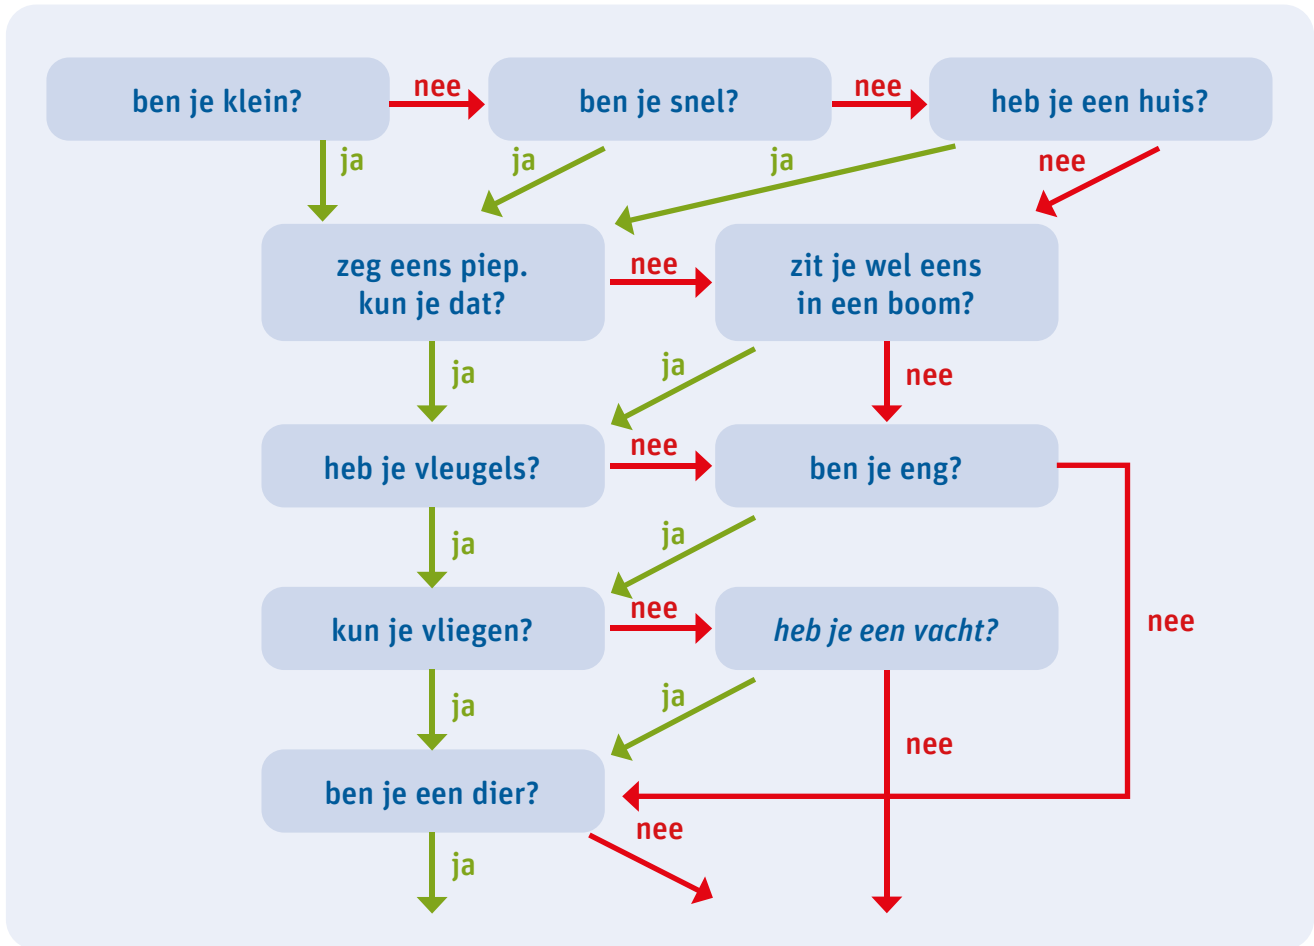 ben je klein?
nee
ben je snel?
nee
heb je een huis?
ja
ja
ja
nee
zeg eens piep.
kun je dat?
nee
zit je wel eens
in een boom?
ja
ja
nee
heb je vleugels?
nee
ben je eng?
ja
ja
nee
kun je vliegen?
nee
heb je een vacht?
ja
ja
nee
ben je een dier?
nee
ja